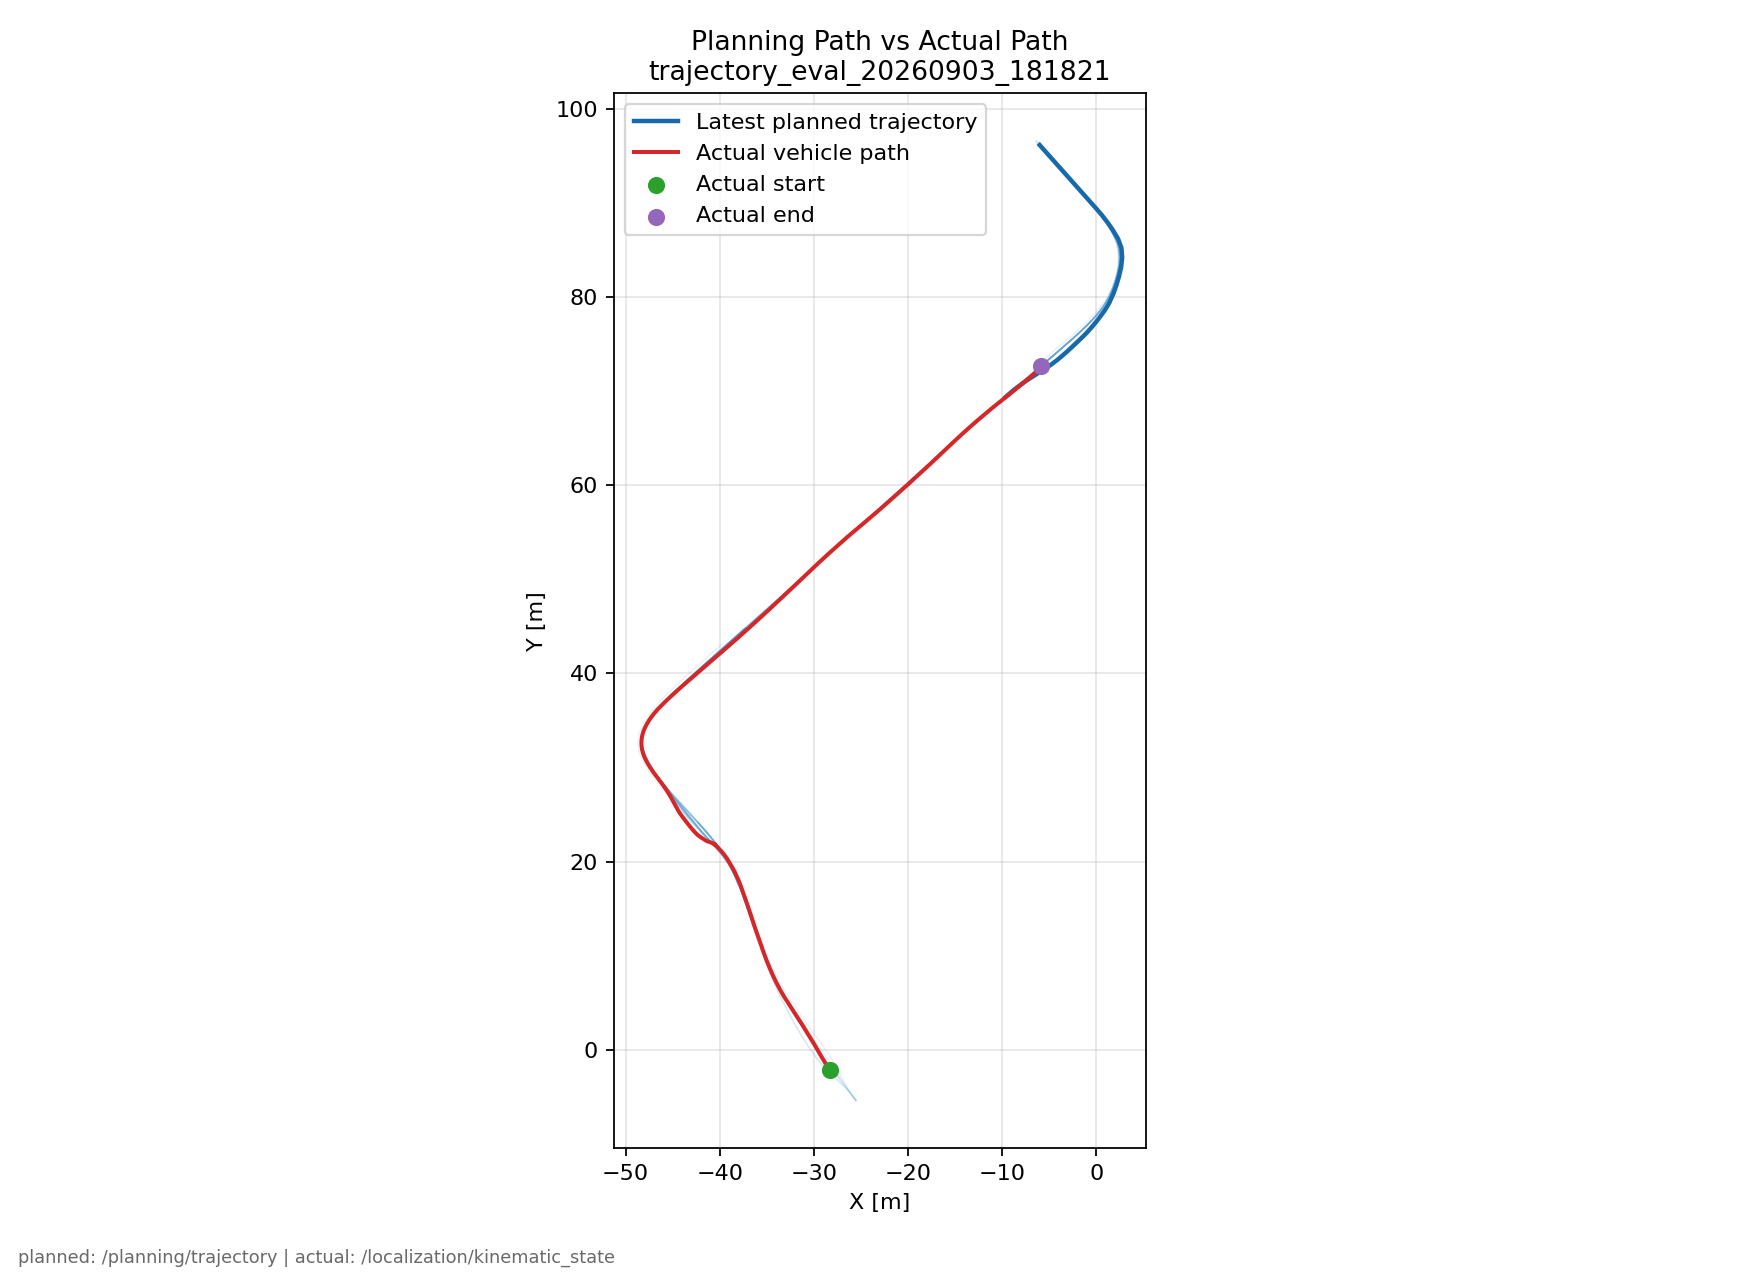 Planning Path vs Actual Path
trajectory_eval_20260903_181821
Latest planned trajectory
Actual vehicle path
Actual start
Actual end
100
80
60
40
20
0
Y [m]
−50
−40
−30
−20
−10
0
X [m]
planned: /planning/trajectory | actual: /localization/kinematic_state